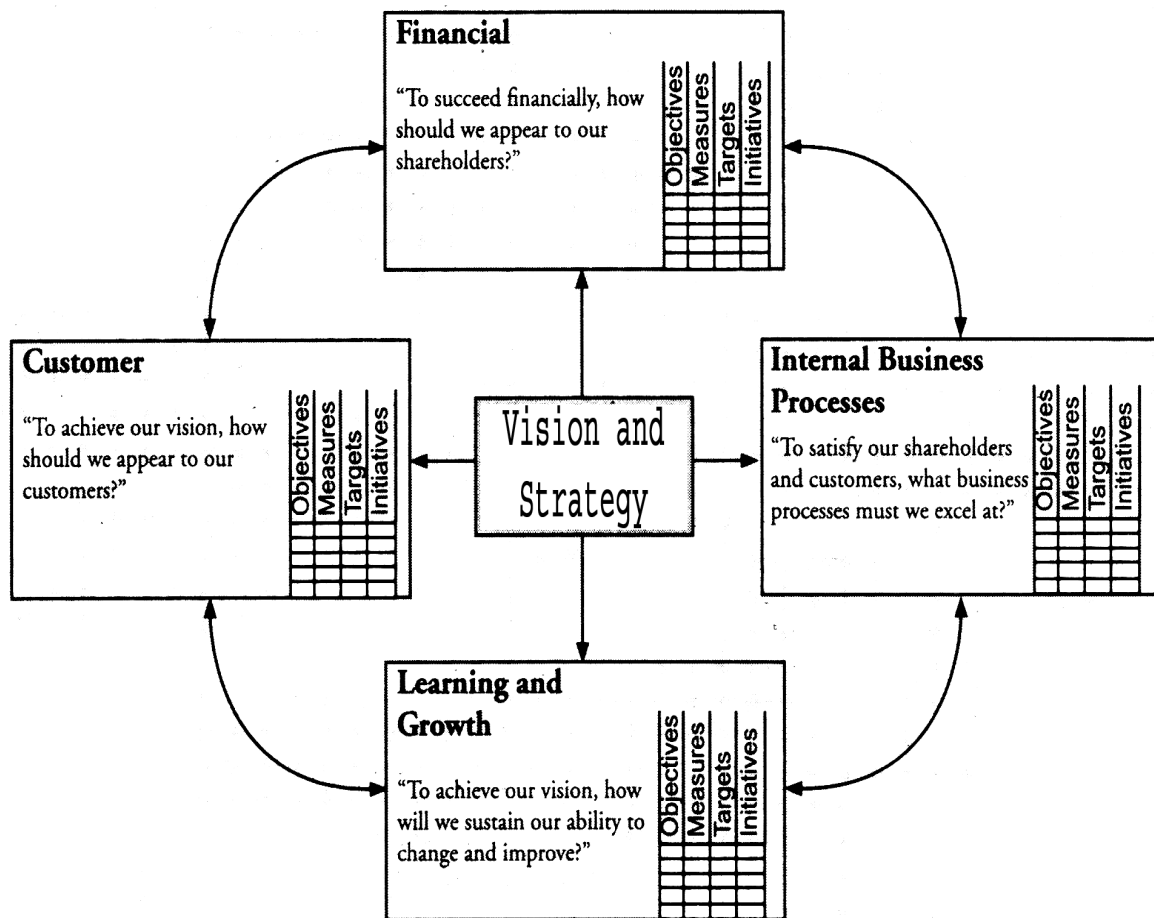 Financial
“To succeed financially, how
should we appear to our
shareholders?”
Objectives
Measures
Targets
Initiatives
Customer
“To achieve our vision, how
should we appear to our
customers?”
Objectives
Measures
Targets
Initiatives
Vision and
Strategy
Internal Business
Processes
“To satisfy our shareholders
and customers, what business
processes must we excel at?”
Objectives
Measures
Targets
Initiatives
Learning and
Growth
“To achieve our vision, how
will we sustain our ability to
change and improve?”
Objectives
Measures
Targets
Initiatives